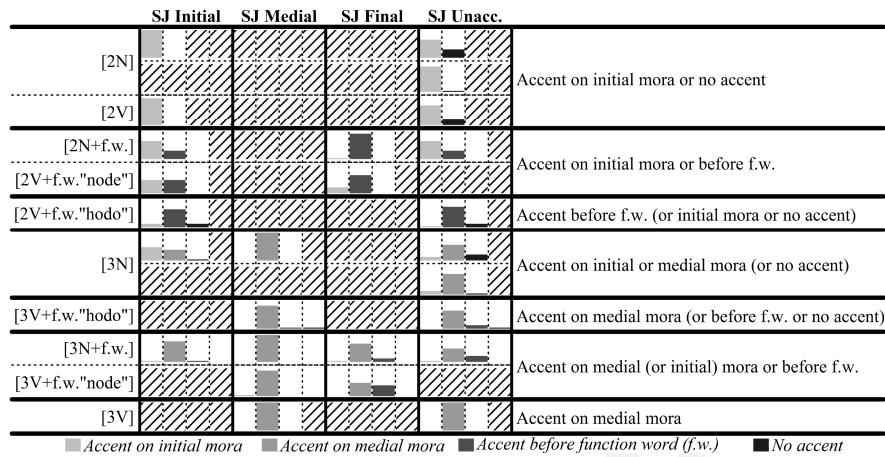 SJ Initial SJ Medial SJ Final SJ Unacc.
[2N]
Accent on initial mora or no accent
[2V]
[2N+f.w.]
Accent on initial mora or before f.w.
[2V+f.w."node"]
[2V+f.w."hodo"] Accent before f.w. (or initial mora or no accent)
[3N] Accent on initial or medial mora (or no accent)
[3V+f.w."hodo"] Accent on medial mora (or before f.w. or no accent)
[3N+f.w.]
Accent on medial (or initial) mora or before f.w.
[3V+f.w."node"]
[3V] Accent on medial mora
Accent on initial mora Accent on medial mora Accent before function word (f.w.) No accent